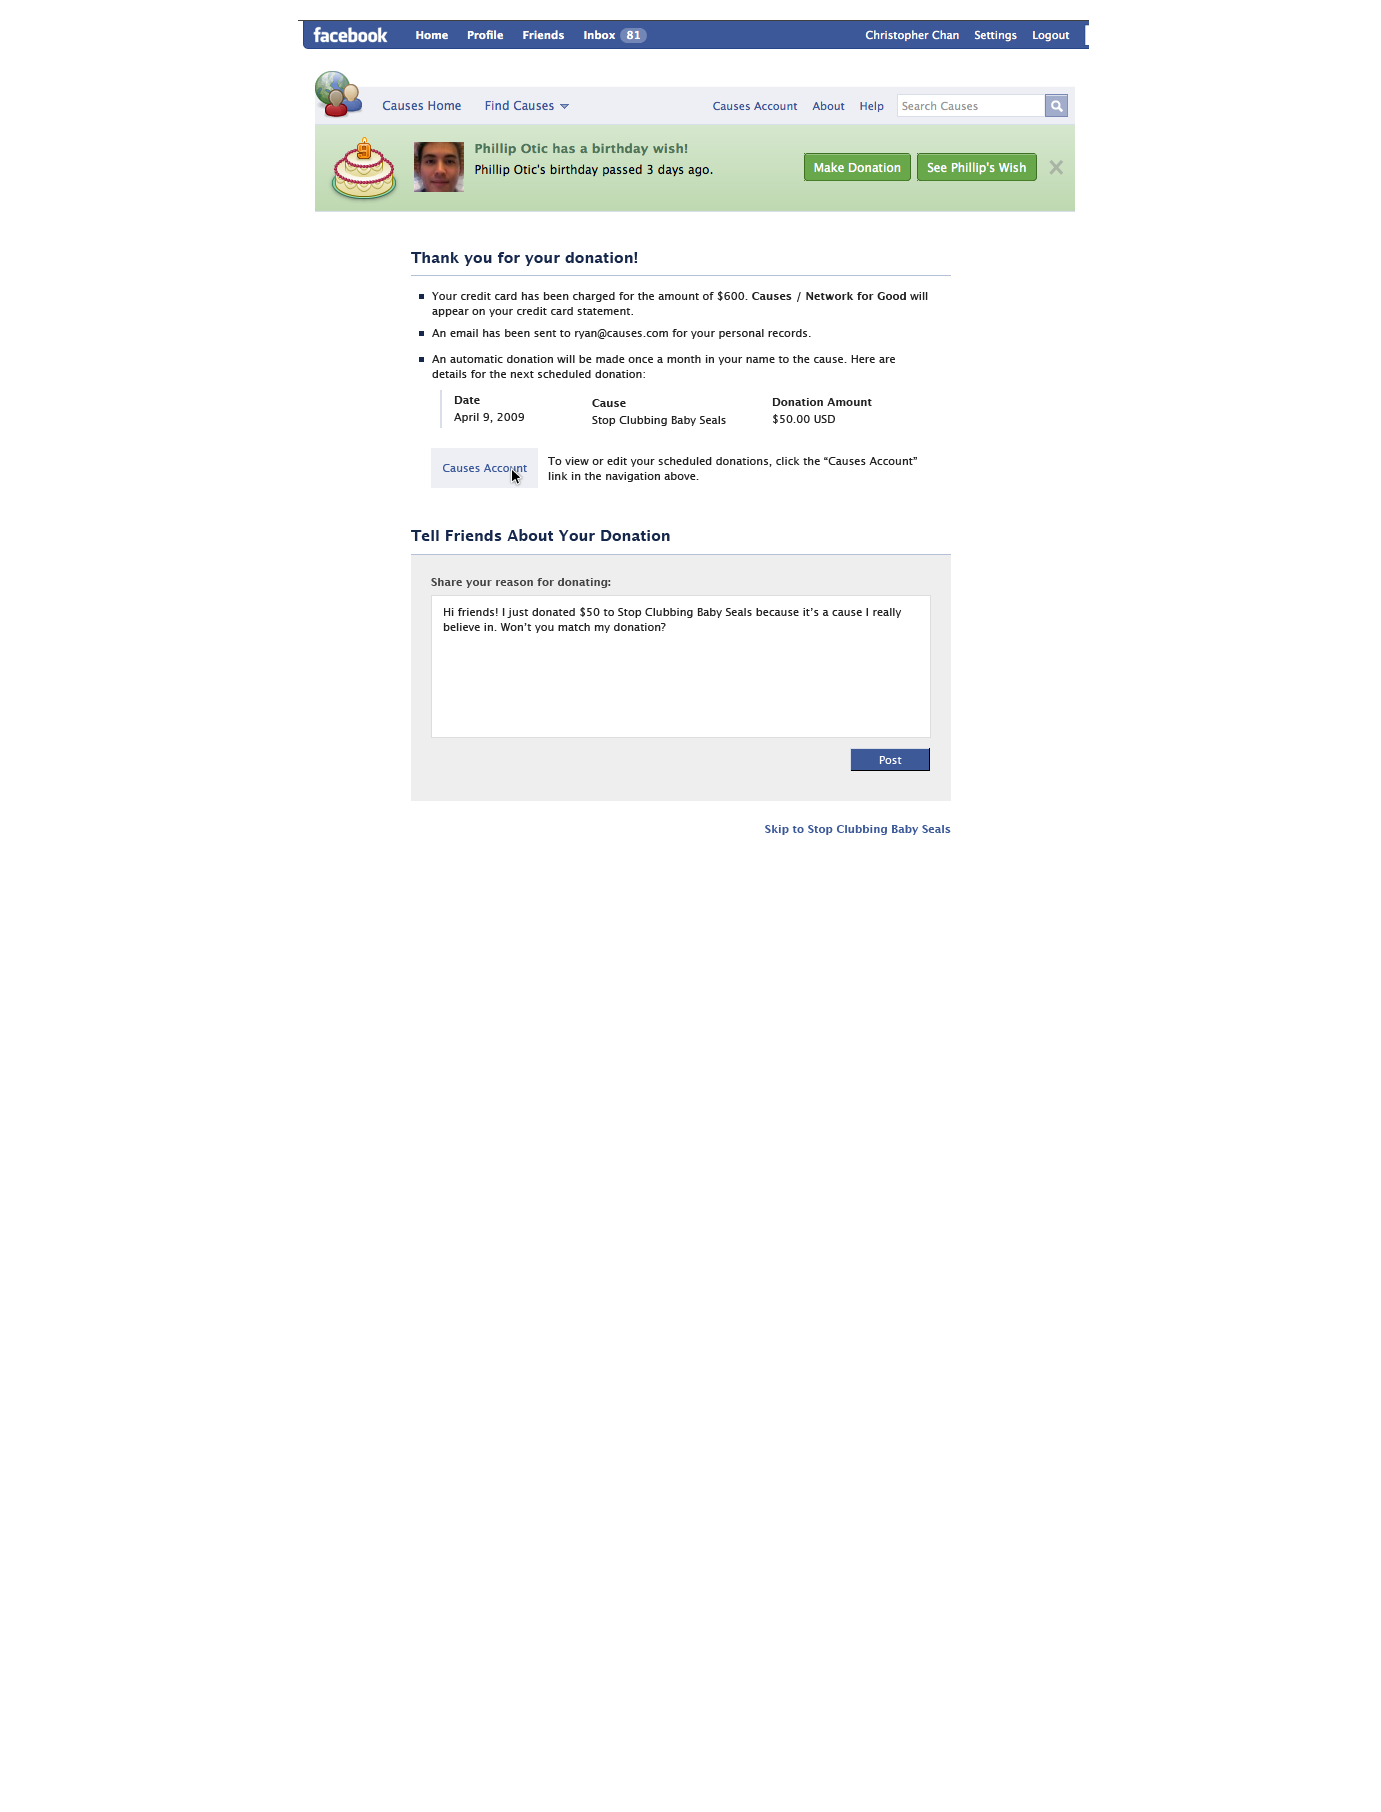 facebook Home Profile Friends Inbox 81 Christopher Chan Settings Logout
Causes Home Find Causes Causes Account About Help Search Causes
Phillip Otic has a birthday wish!
Phillip Otic's birthday passed 3 days ago.
Make Donation See Phillip's Wish
Thank you for your donation!
Your credit card has been charged for the amount of $600. Causes / Network for Good will
appear on your credit card statement.
An email has been sent to ryan@causes.com for your personal records.
An automatic donation will be made once a month in your name to the cause. Here are
details for the next scheduled donation:
Date Cause Donation Amount
April 9, 2009 Stop Clubbing Baby Seals $50.00 USD
Causes Account
To view or edit your scheduled donations, click the “Causes Account”
link in the navigation above.
Tell Friends About Your Donation
Share your reason for donating:
Hi friends! I just donated $50 to Stop Clubbing Baby Seals because it’s a cause I really
believe in. Won’t you match my donation?
Post
Skip to Stop Clubbing Baby Seals